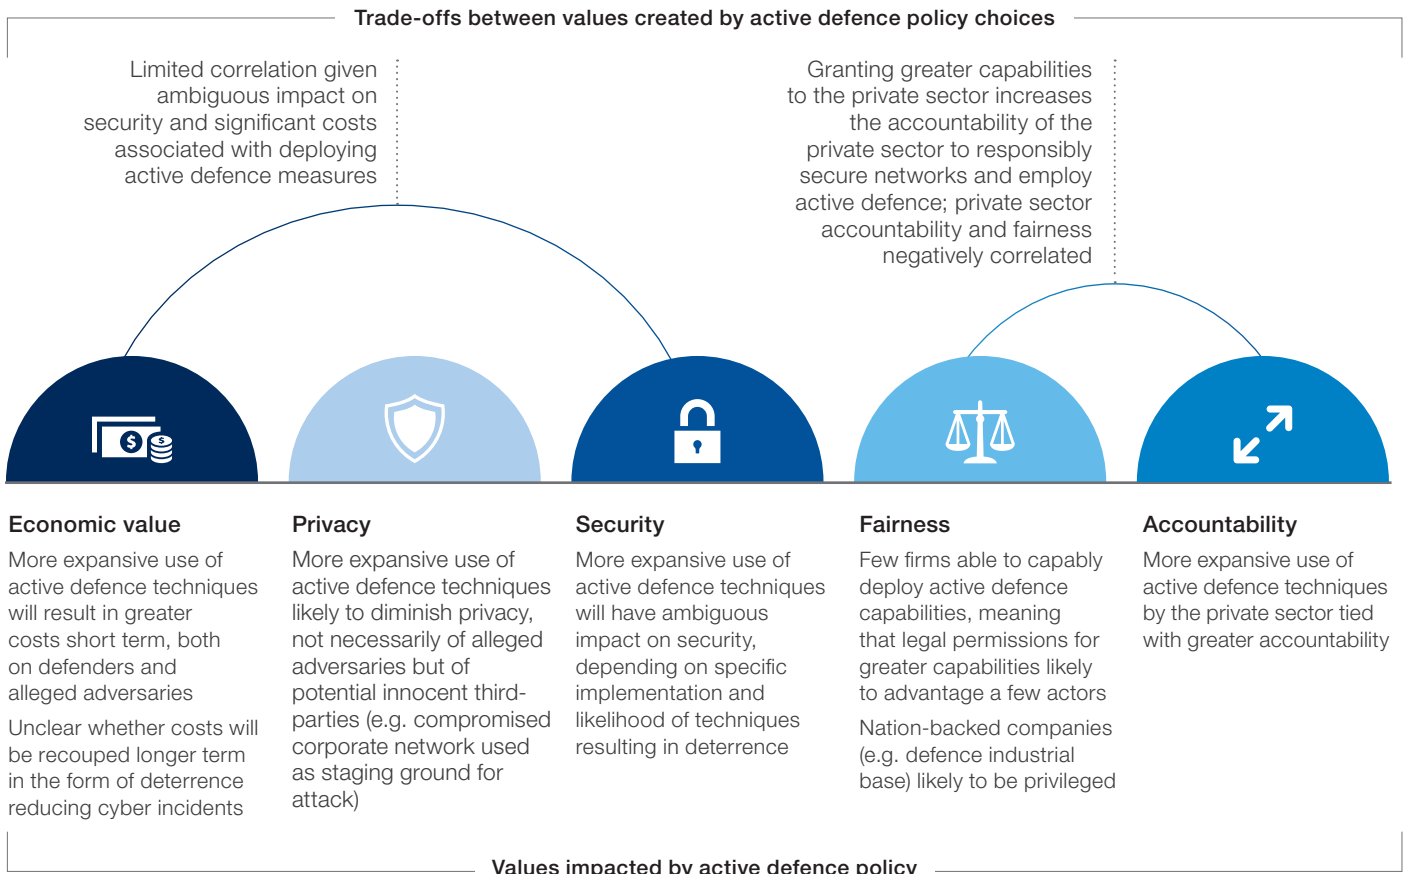 Trade-offs between values created by active defence policy choices
Limited correlation given
ambiguous impact on
security and significant costs
associated with deploying
active defence measures
Granting greater capabilities
to the private sector increases
the accountability of the
private sector to responsibly
secure networks and employ
active defence; private sector
accountability and fairness
negatively correlated
$
$
Economic value
More expansive use of
active defence techniques
will result in greater
costs short term, both
on defenders and
alleged adversaries
Unclear whether costs will
be recouped longer term
in the form of deterrence
reducing cyber incidents
Privacy
More expansive use of
active defence techniques
likely to diminish privacy,
not necessarily of alleged
adversaries but of
potential innocent third-
parties (e.g. compromised
corporate network used
as staging ground for
attack)
Security
More expansive use of
active defence techniques
will have ambiguous
impact on security,
depending on specific
implementation and
likelihood of techniques
resulting in deterrence
Fairness
Few firms able to capably
deploy active defence
capabilities, meaning
that legal permissions for
greater capabilities likely
to advantage a few actors
Nation-backed companies
(e.g. defence industrial
base) likely to be privileged
Accountability
More expansive use of
active defence techniques
by the private sector tied
with greater accountability
Values impacted by active defence policy